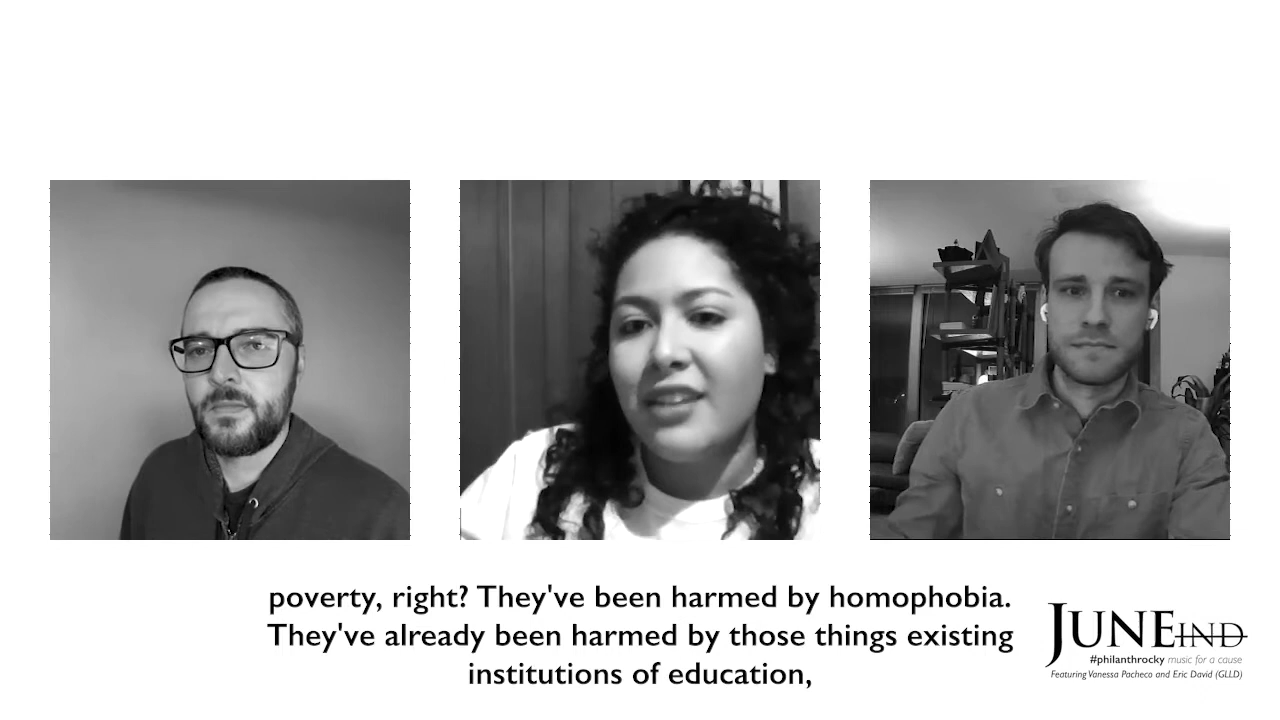 poverty, right? They've been harmed by homophobia.
They've already been harmed by those things existing
institutions of education,
JUNEIND
#philanthrocky music for a cause
Featuring Vanessa Pacheco and Eric David (GLLD)